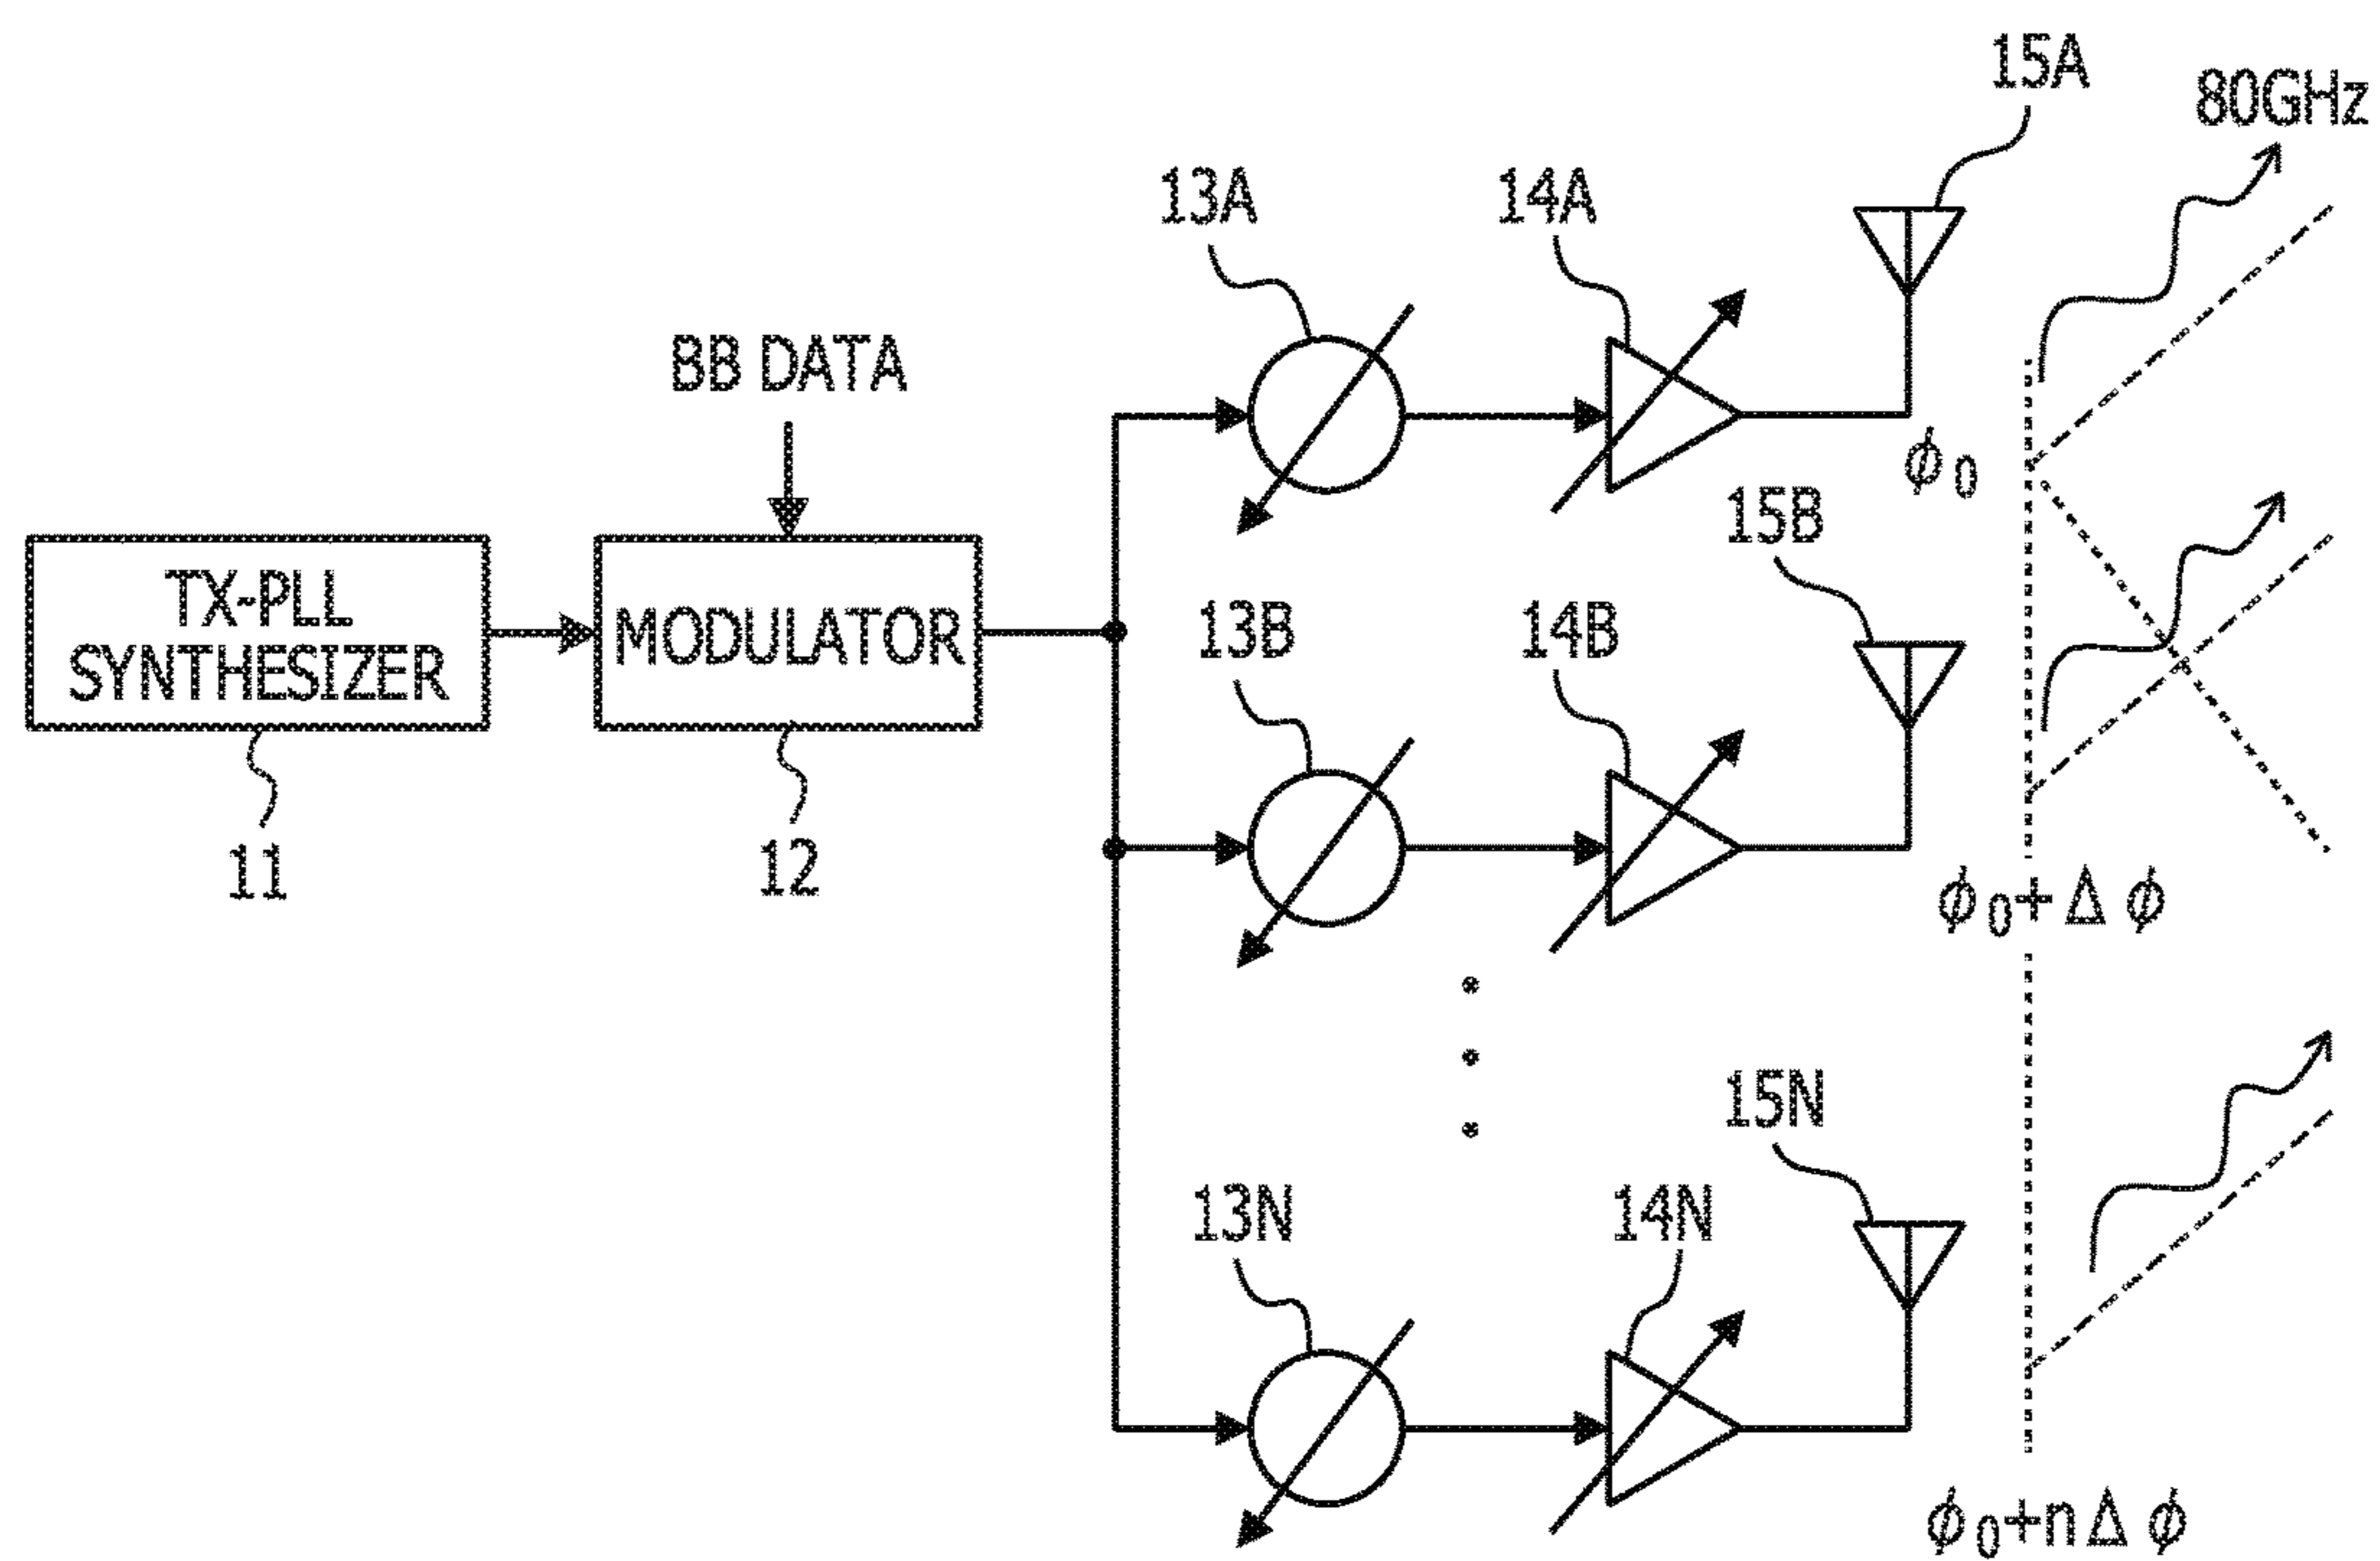 15A
80GHz
13A
14A
BB DATA
ϕ0
15B
TX-PLL
SYNTHESIZER
MODULATOR
13B
14B
11
12
ϕ0+Δϕ
15N
13N
14N
ϕ0+nΔϕ